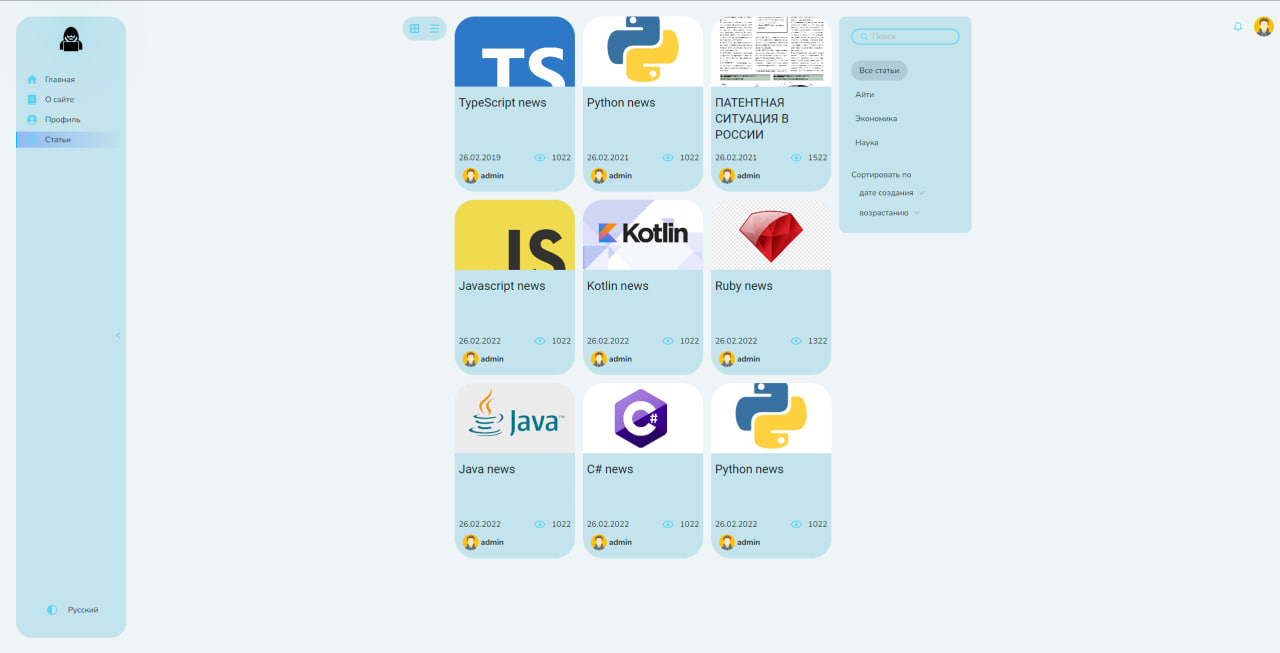 Главная
О сайте
Профиль
Статьи
Русский
TS
TypeScript news
26.02.2019 1022
admin
Python news
26.02.2021 1022
admin
ПАТЕНТНАЯ
СИТУАЦИЯ В
РОССИИ
26.02.2021 1522
admin
JS
Javascript news
26.02.2022 1022
admin
Kotlin
Kotlin news
26.02.2022 1022
admin
Ruby news
26.02.2022 1322
admin
Java™
Java news
26.02.2022 1022
admin
C#
C# news
26.02.2022 1022
admin
Python news
26.02.2022 1022
admin
Поиск
Все статьи
Айти
Экономика
Наука
Сортировать по
дате создания
возрастанию